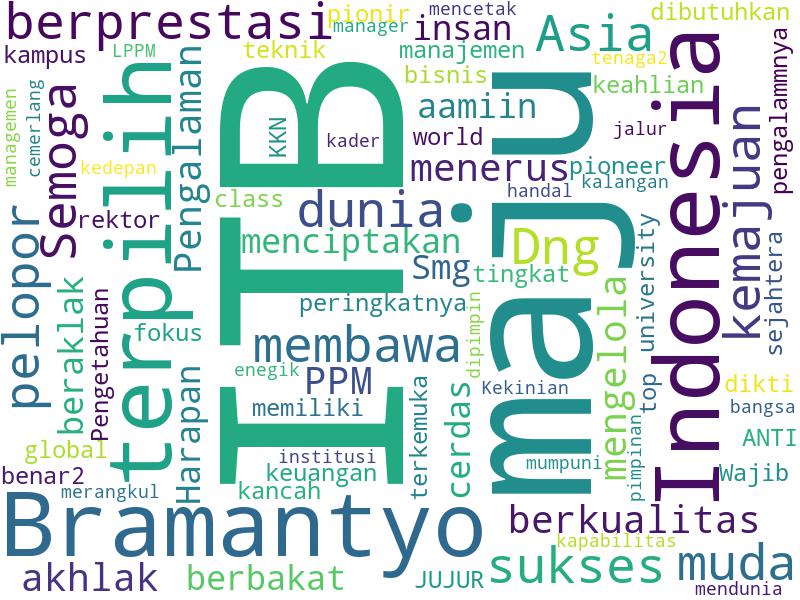 berprestasi
pionir
mencetak
manager
insan
Asia
dibutuhkan
kampus
LPPM
teknik
manajemen
tenaga2
bisnis
keahlian
managemen
cemerlang
Semoga
terpilih
Pengalaman
ITB
KKN
kader
aamiin
world
maju
jalur
Indonesia
pengalammnya
kedepan
menerus
pioneer
kalangan
handal
kemajuan
class
dunia
rektor
menciptakan
Dng
Smg
tingkat
university
sejahtera
pelopor
beraklak
Pengetahuan
peringkatnya
dipimpin
mengelola
fokus
membawa
enegik
PPM
Kekinian
top
dikti
Harapan
memiliki
terkemuka
cerdas
pimpinan
bangsa
global
institusi
mumpuni
ANTI
benar2
keuangan
Wajib
merangkul
kancah
Bramantyo
berkualitas
kapabilitas
akhlak
berbakat
JUJUR
sukses
muda
mendunia